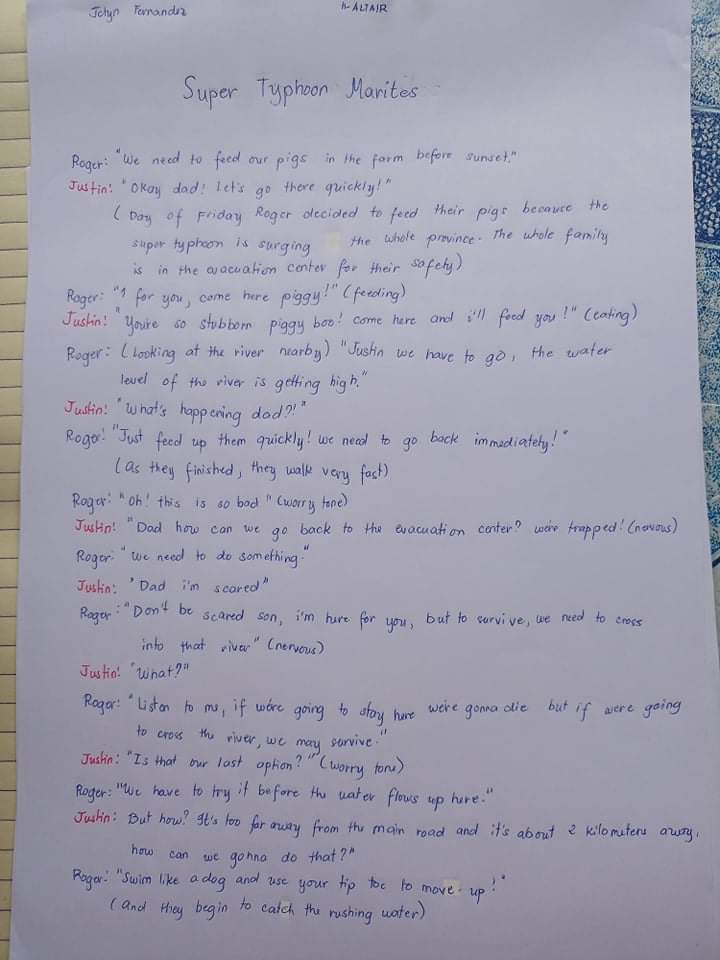 Jelyn Fernandez
11-ALTAIR
Super Typhoon Marites
Roger: "We need to feed our pigs in the farm before sunset."
Justin: "Okay dad! Let's go there quickly!"
( Day of Friday Roger decided to feed their pigs because the
super typhoon is surging the whole province. The whole family
is in the evacuation center for their safety)
Roger: "1 for you, come here piggy!" (feeding)
Justin: "You're so stubborn piggy boo! come here and i'll feed you!" (eating)
Roger: (Looking at the river nearby) "Justin we have to go, the water
level of the river is getting high."
Justin: "What's happening dad?!"
Roger: "Just feed up them quickly! we need to go back immediately!"
(as they finished, they walk very fast)
Roger: "Oh! this is so bad" (worry tone)
Justin: "Dad how can we go back to the evacuation center? we're trapped! (nervous)
Roger: "we need to do something."
Justin: "Dad i'm scared"
Roger: "Don't be scared son, i'm here for you, but to survive, we need to cross
into that river" (nervous)
Justin: "What?"
Roger: "Listen to me, if we're going to stay here we're gonna die but if were going
to cross the river, we may survive."
Justin: "Is that our last option?" (worry tone)
Roger: "We have to try it before the water flows up here."
Justin: But how? It's too far away from the main road and it's about 2 kilometers away,
how can we gonna do that?"
Roger: "Swim like a dog and use your tip toe to move up!"
(and they begin to catch the rushing water)